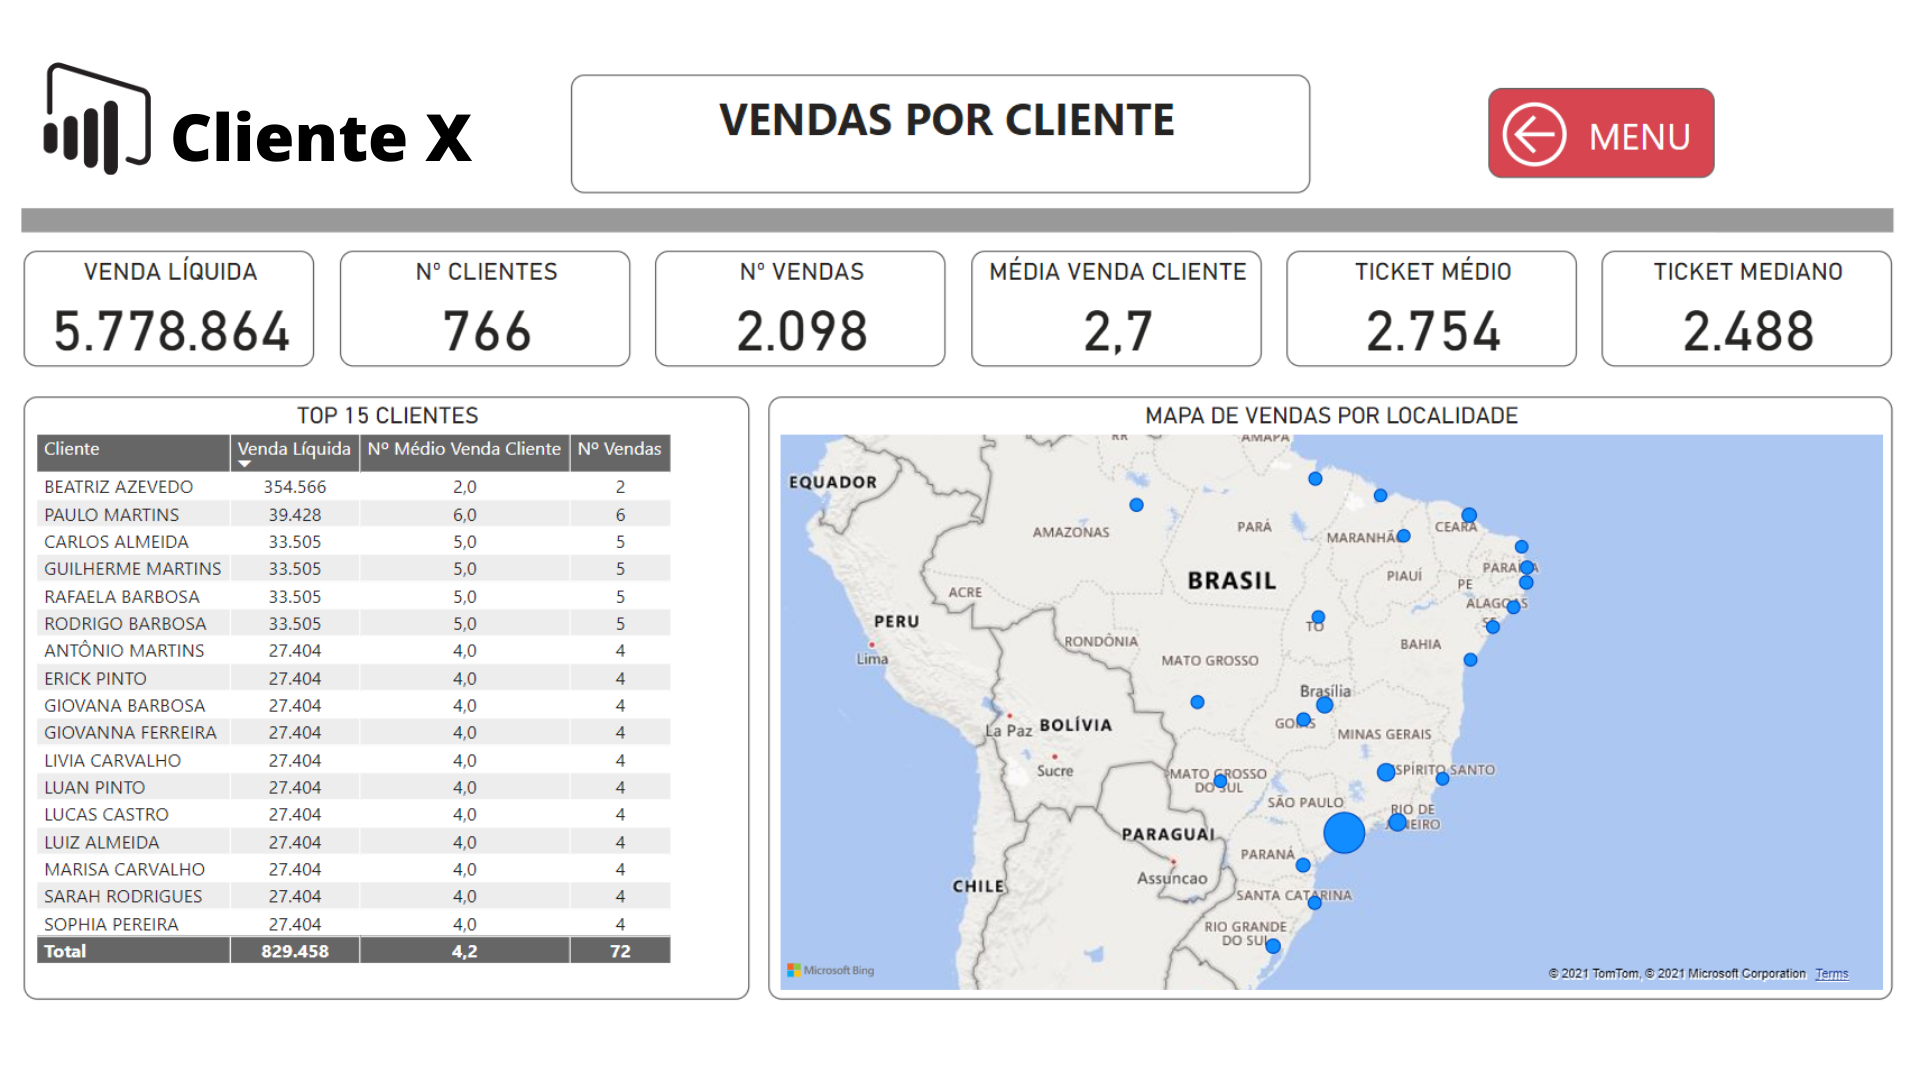 Cliente X
VENDAS POR CLIENTE
MENU
VENDA LÍQUIDA
5.778.864
Nº CLIENTES
766
Nº VENDAS
2.098
MÉDIA VENDA CLIENTE
2,7
TICKET MÉDIO
2.754
TICKET MEDIANO
2.488
TOP 15 CLIENTES
Cliente Venda Líquida Nº Médio Venda Cliente Nº Vendas
BEATRIZ AZEVEDO 354.566 2,0 2
PAULO MARTINS 39.428 6,0 6
CARLOS ALMEIDA 33.505 5,0 5
GUILHERME MARTINS 33.505 5,0 5
RAFAELA BARBOSA 33.505 5,0 5
RODRIGO BARBOSA 33.505 5,0 5
ANTÔNIO MARTINS 27.404 4,0 4
ERICK PINTO 27.404 4,0 4
GIOVANA BARBOSA 27.404 4,0 4
GIOVANNA FERREIRA 27.404 4,0 4
LIVIA CARVALHO 27.404 4,0 4
LUAN PINTO 27.404 4,0 4
LUCAS CASTRO 27.404 4,0 4
LUIZ ALMEIDA 27.404 4,0 4
MARISA CARVALHO 27.404 4,0 4
SARAH RODRIGUES 27.404 4,0 4
SOPHIA PEREIRA 27.404 4,0 4
Total 829.458 4,2 72
MAPA DE VENDAS POR LOCALIDADE
RR
AMAPÁ
EQUADOR
AMAZONAS
PARÁ
MARANHÃ
CEARÁ
BRASIL
PIAUÍ
PE
ACRE
ALAGOAS
PERU
TO
Lima
RONDÔNIA
MATO GROSSO
BAHIA
Brasília
GOIÁS
La Paz
BOLÍVIA
MINAS GERAIS
Sucre
MATO GROSSO
DO SUL
SPÍRITO SANTO
SÃO PAULO
RIO DE
NEIRO
PARAGUAI
PARANÁ
Assuncao
CHILE
SANTA CATARINA
RIO GRANDE
DO SUL
Microsoft Bing
© 2021 TomTom, © 2021 Microsoft Corporation Terms